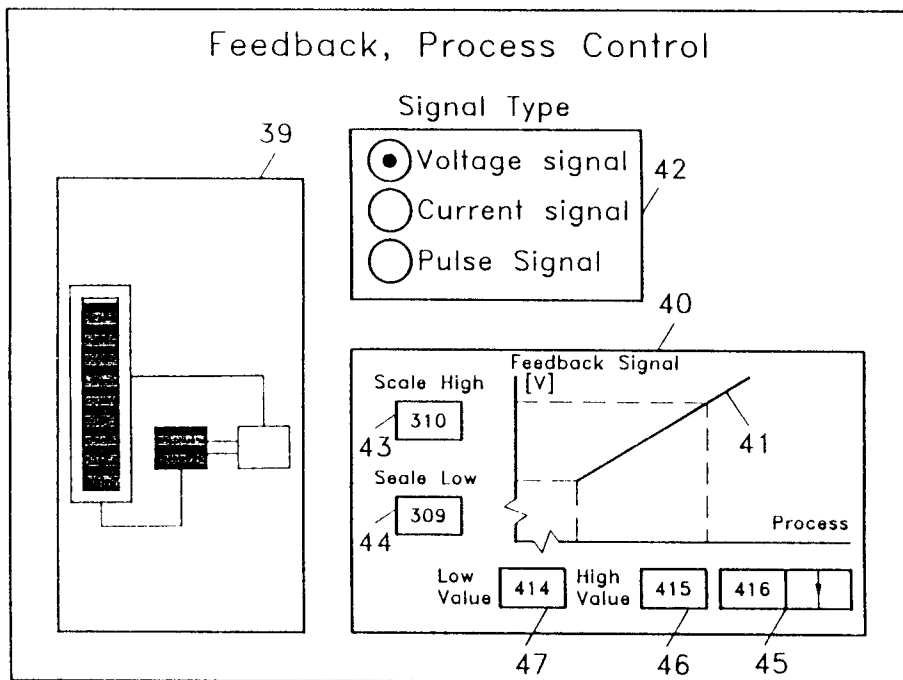 Feedback, Process Control
Signal Type
39
Voltage signal
42
Current signal
Pulse Signal
40
Feedback Signal
[V]
Scale High
310
43
41
Seale Low
309
44
Process
Low
Value
414
High
Value
415
416
47
46
45